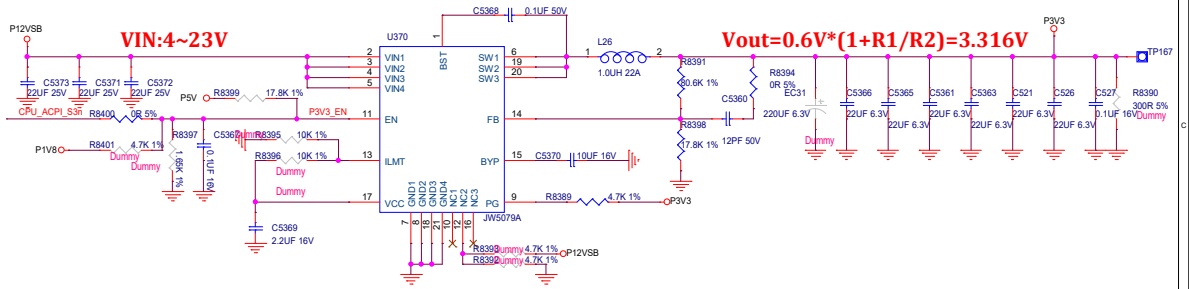 P12VSB
VIN:4~23V
C5368
0.1UF 50V
U370
1
BST
2
VIN1
3
VIN2
4
VIN3
5
VIN4
SW1
6
SW2
19
SW3
20
L26
1
2
1.0UH 22A
Vout=0.6V*(1+R1/R2)=3.316V
P3V3
TP167
C5373
22UF 25V
C5371
22UF 25V
C5372
22UF 25V
P5V
R8399
17.8K 1%
CPU_ACPI_S3n
R8400
0R 5%
P3V3_EN
11
EN
P1V8
R8401
4.7K 1%
Dummy
R8397
1.65K 1%
Dummy
C5367
0.1UF 16V
Dummy
R8395
10K 1%
R8396
10K 1%
Dummy
Dummy
13
ILMT
17
VCC
C5369
2.2UF 16V
FB
14
BYP
15
C5370
10UF 16V
PG
9
R8389
4.7K 1%
P3V3
JW5079A
GND1
GND2
GND3
GND4
NC1
NC2
NC3
7
8
18
21
10
12
16
R8393
Dummy
4.7K 1%
P12VSB
R8392
Dummy
4.7K 1%
R8391
80.6K 1%
R8394
0R 5%
C5360
12PF 50V
R8398
17.8K 1%
EC31
220UF 6.3V
Dummy
C5366
22UF 6.3V
C5365
22UF 6.3V
C5361
22UF 6.3V
C5363
22UF 6.3V
C521
22UF 6.3V
C526
22UF 6.3V
C527
0.1UF 16V
R8390
300R 5%
Dummy
C